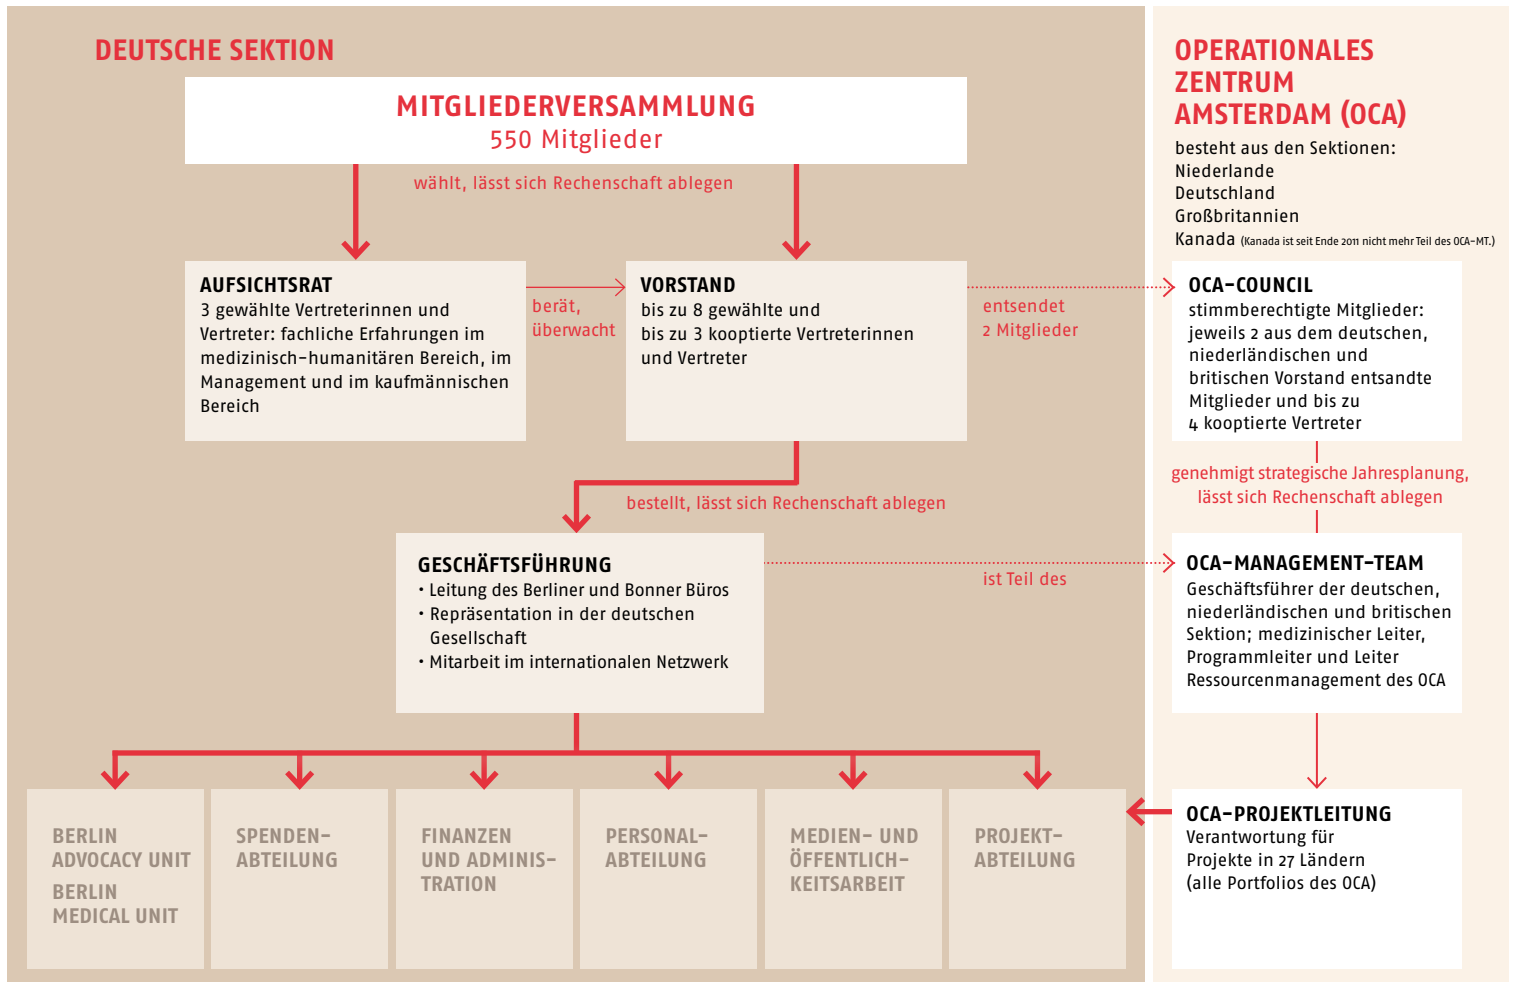 DEUTSCHE SEKTION
MITGLIEDERVERSAMMLUNG
550 Mitglieder
wählt, lässt sich Rechenschaft ablegen
AUFSICHTSRAT
3 gewählte Vertreterinnen und
Vertreter: fachliche Erfahrungen im
medizinisch-humanitären Bereich, im
Management und im kaufmännischen
Bereich
berät,
überwacht
VORSTAND
bis zu 8 gewählte und
bis zu 3 kooptierte Vertreterinnen
und Vertreter
entsendet
2 Mitglieder
bestellt, lässt sich Rechenschaft ablegen
GESCHÄFTSFÜHRUNG
• Leitung des Berliner und Bonner Büros
• Repräsentation in der deutschen
Gesellschaft
• Mitarbeit im internationalen Netzwerk
ist Teil des
BERLIN
ADVOCACY UNIT
BERLIN
MEDICAL UNIT
SPENDEN-
ABTEILUNG
FINANZEN
UND ADMINIS-
TRATION
PERSONAL-
ABTEILUNG
MEDIEN- UND
ÖFFENTLICH-
KEITSARBEIT
PROJEKT-
ABTEILUNG
OPERATIONALES
ZENTRUM
AMSTERDAM (OCA)
besteht aus den Sektionen:
Niederlande
Deutschland
Großbritannien
Kanada (Kanada ist seit Ende 2011 nicht mehr Teil des OCA-MT.)
OCA-COUNCIL
stimmberechtigte Mitglieder:
jeweils 2 aus dem deutschen,
niederländischen und
britischen Vorstand entsandte
Mitglieder und bis zu
4 kooptierte Vertreter
genehmigt strategische Jahresplanung,
lässt sich Rechenschaft ablegen
OCA-MANAGEMENT-TEAM
Geschäftsführer der deutschen,
niederländischen und britischen
Sektion; medizinischer Leiter,
Programmleiter und Leiter
Ressourcenmanagement des OCA
OCA-PROJEKTLEITUNG
Verantwortung für
Projekte in 27 Ländern
(alle Portfolios des OCA)